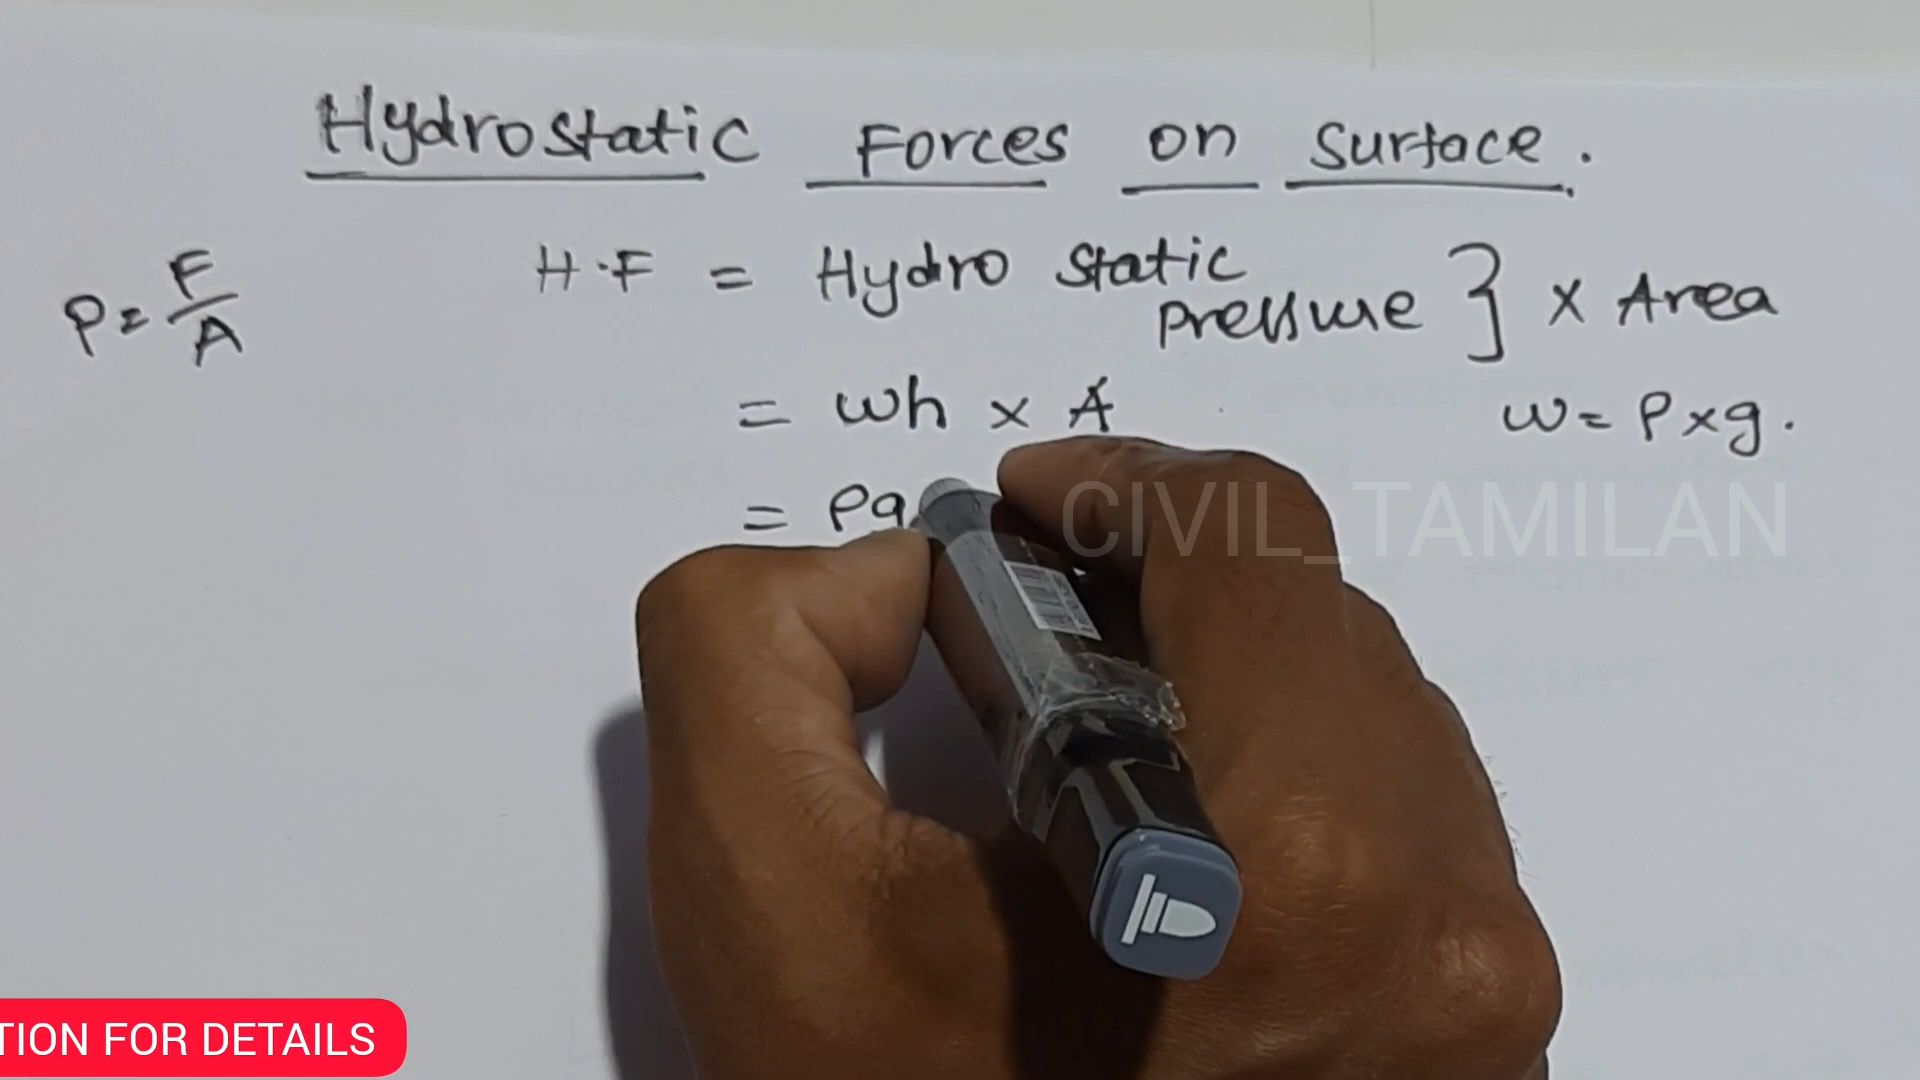 Hydrostatic Forces on Surface.
P = F/A
H.F = Hydro static pressure } × Area
= wh × A
w = ρ × g.
= ρg
CIVIL_TAMILAN
TION FOR DETAILS